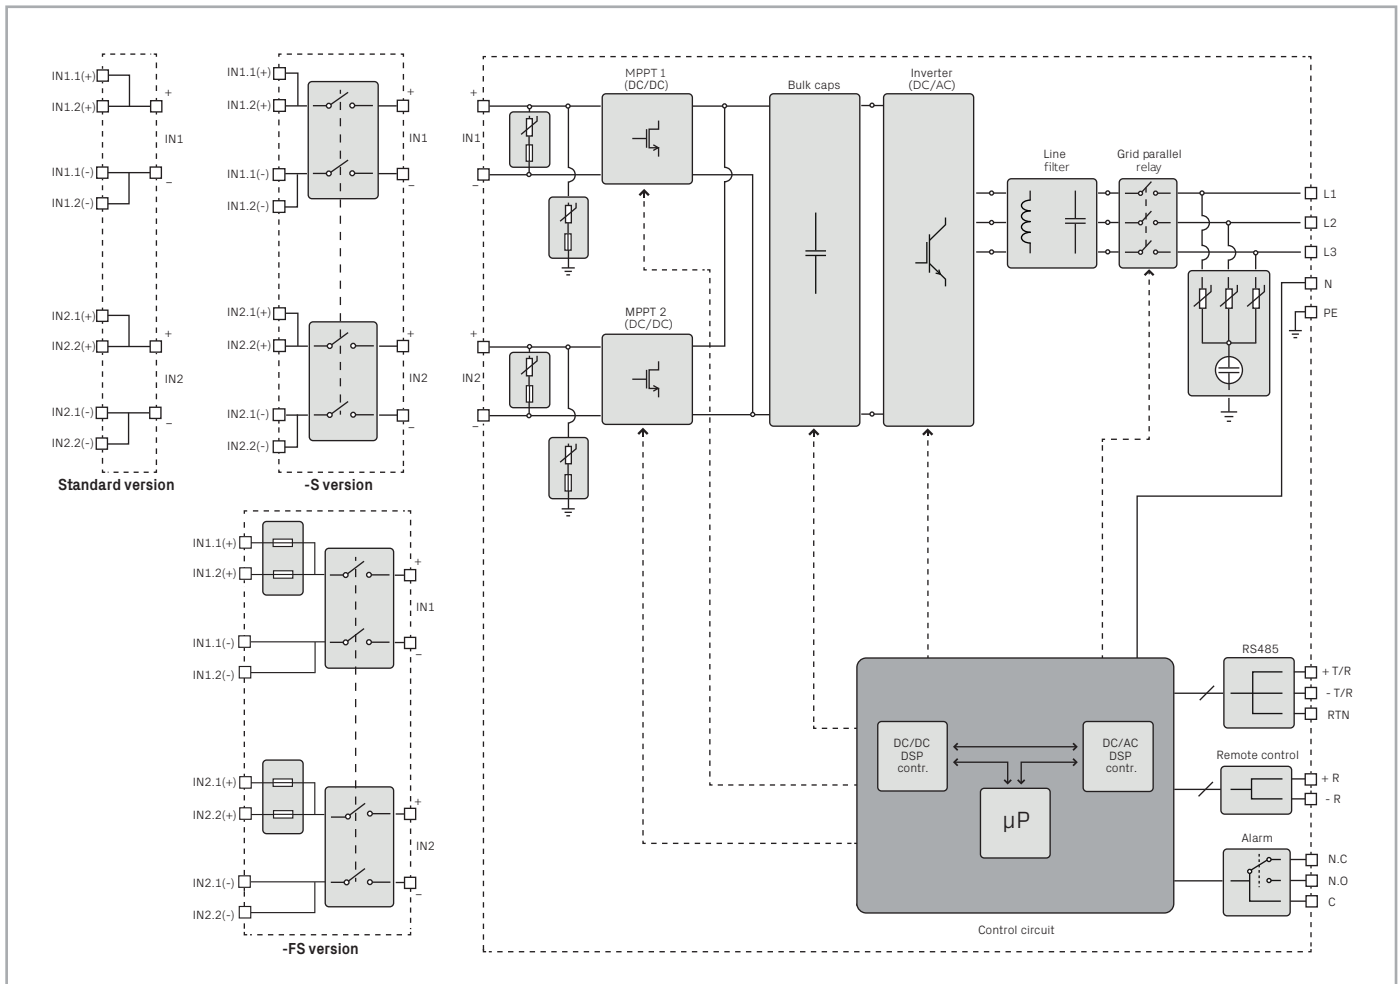 IN1.1(+)
IN1.2(+)
+
IN1
IN1.1(-)
–
IN1.2(-)
IN2.1(+)
+
IN2.2(+)
IN2
IN2.1(-)
–
IN2.2(-)
Standard version
IN1.1(+)
+
IN1.2(+)
IN1
IN1.1(-)
–
IN1.2(-)
IN2.1(+)
+
IN2.2(+)
IN2
IN2.1(-)
–
IN2.2(-)
-S version
IN1.1(+)
+
IN1.2(+)
IN1
IN1.1(-)
–
IN1.2(-)
IN2.1(+)
+
IN2.2(+)
IN2
IN2.1(-)
–
IN2.2(-)
-FS version
+
IN1
–
+
IN2
–
MPPT 1
(DC/DC)
MPPT 2
(DC/DC)
Bulk caps
Inverter
(DC/AC)
Line
filter
Grid parallel
relay
L1
L2
L3
N
PE
DC/DC
DSP
contr.
DC/AC
DSP
contr.
µP
Control circuit
RS485
+ T/R
- T/R
RTN
Remote control
+ R
- R
Alarm
N.C
N.O
C